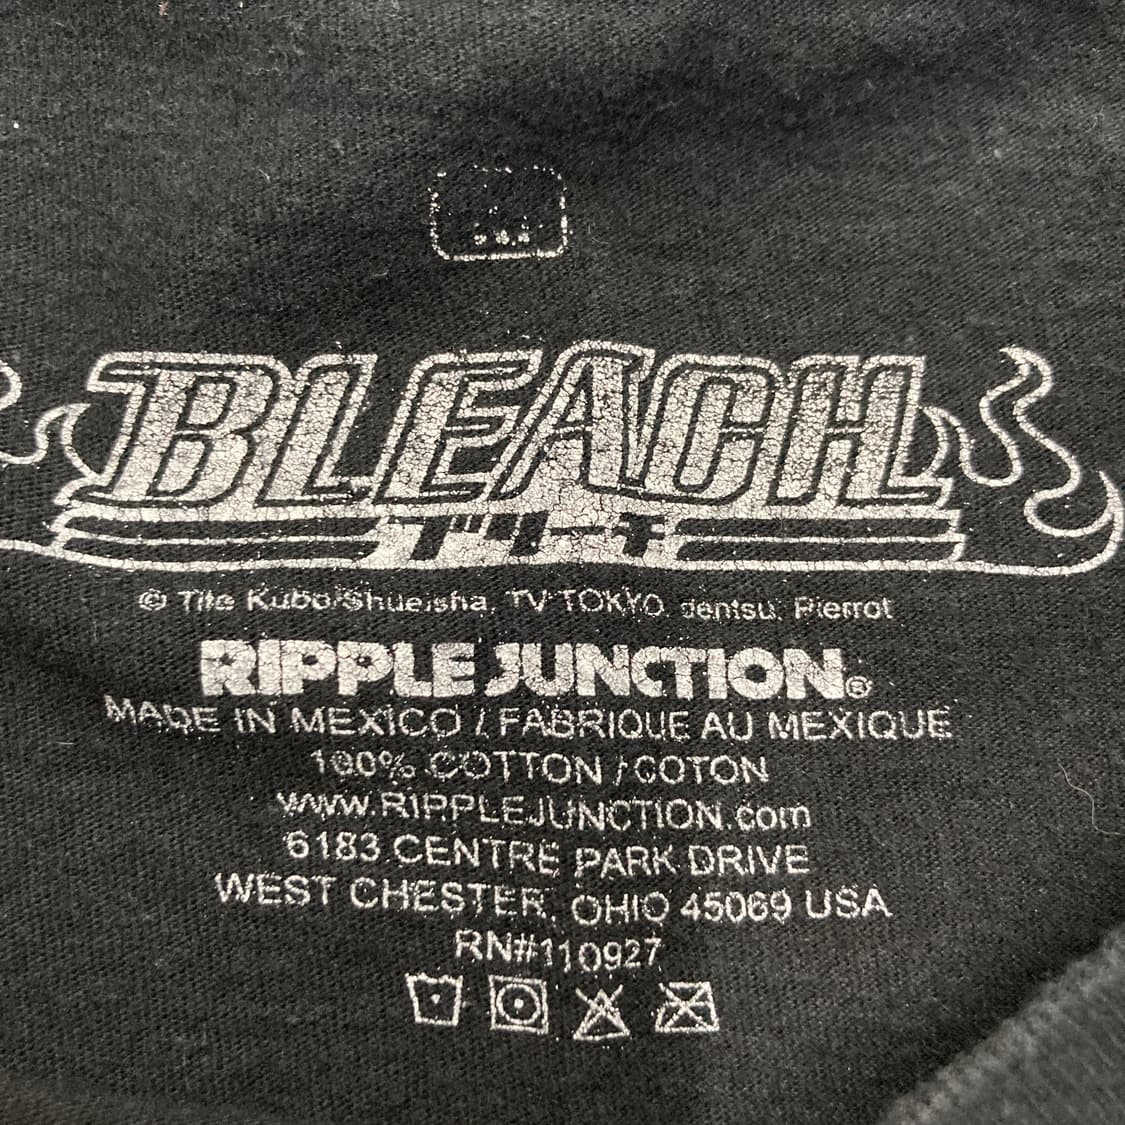 BLEACH
ブリーチ
© Tite Kubo/Shueisha, TV TOKYO, dentsu, Pierrot
RIPPLE JUNCTION®
MADE IN MEXICO / FABRIQUE AU MEXIQUE
100% COTTON / COTON
www.RIPPLEJUNCTION.com
6183 CENTRE PARK DRIVE
WEST CHESTER, OHIO 45069 USA
RN#110927